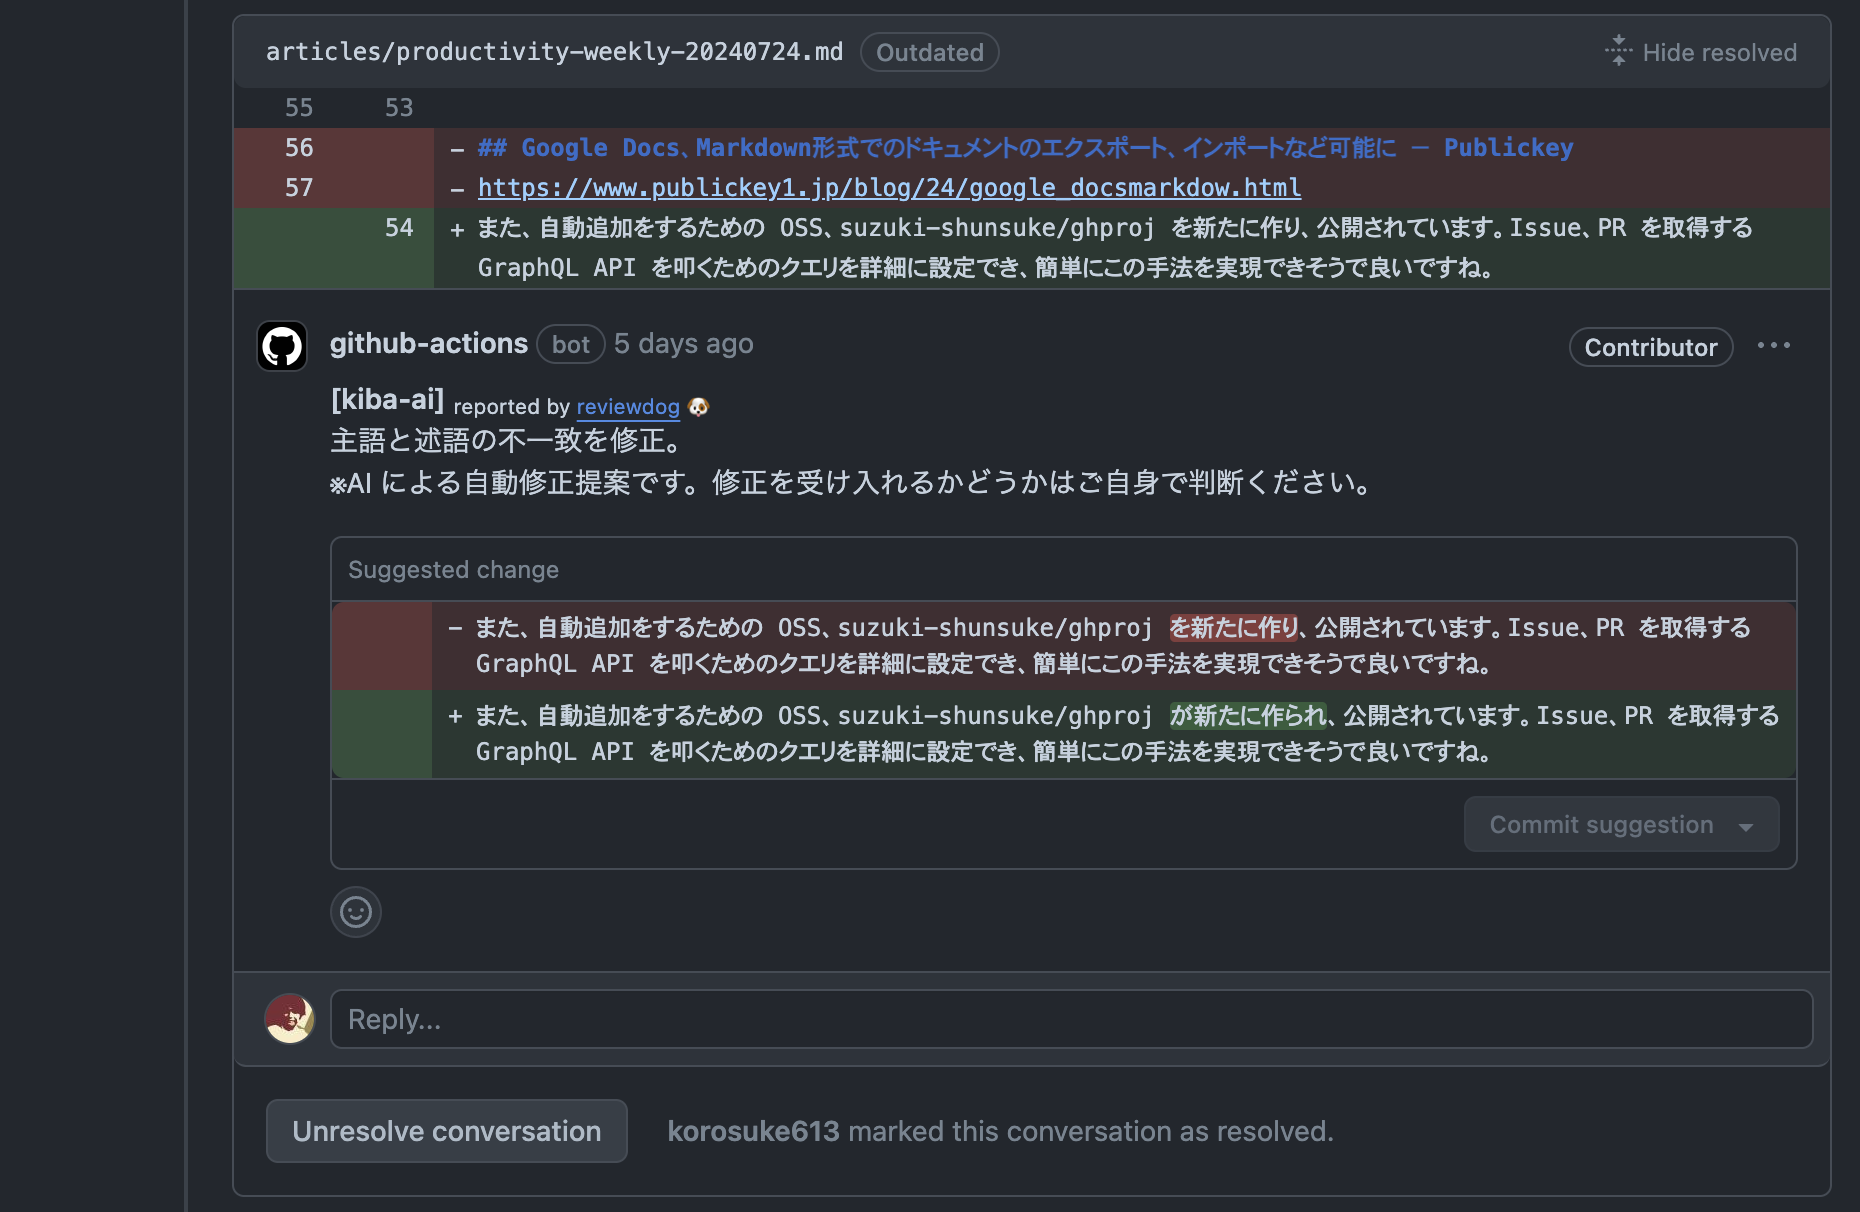 articles/productivity-weekly-20240724.md Outdated Hide resolved
55 53
56 - ## Google Docs、Markdown形式でのドキュメントのエクスポート、インポートなど可能に － Publickey
57 - https://www.publickey1.jp/blog/24/google_docsmarkdow.html
54 + また、自動追加をするための OSS、suzuki-shunsuke/ghproj を新たに作り、公開されています。Issue、PR を取得する
GraphQL API を叩くためのクエリを詳細に設定でき、簡単にこの手法を実現できそうで良いですね。
github-actions bot 5 days ago Contributor ...
[kiba-ai] reported by reviewdog 🐶
主語と述語の不一致を修正。
※AI による自動修正提案です。修正を受け入れるかどうかはご自身で判断ください。
Suggested change
- また、自動追加をするための OSS、suzuki-shunsuke/ghproj を新たに作り、公開されています。Issue、PR を取得する
GraphQL API を叩くためのクエリを詳細に設定でき、簡単にこの手法を実現できそうで良いですね。
+ また、自動追加をするための OSS、suzuki-shunsuke/ghproj が新たに作られ、公開されています。Issue、PR を取得する
GraphQL API を叩くためのクエリを詳細に設定でき、簡単にこの手法を実現できそうで良いですね。
Commit suggestion
Reply...
Unresolve conversation korosuke613 marked this conversation as resolved.